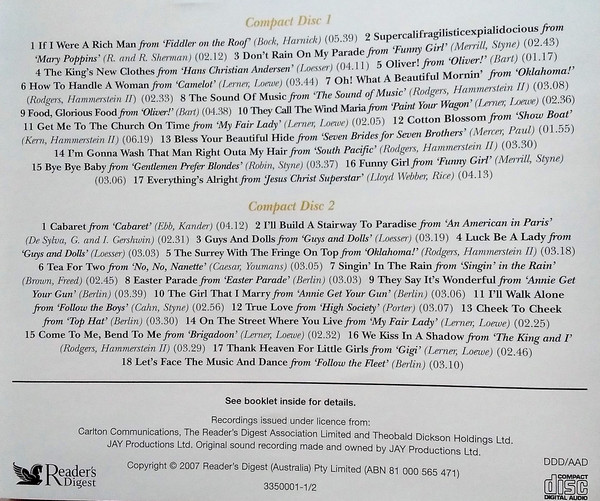 Compact Disc 1
1 If I Were A Rich Man from 'Fiddler on the Roof' (Bock, Harnick) (05.39) 2 Supercalifragilisticexpialidocious from
'Mary Poppins' (R. and R. Sherman) (02.12) 3 Don't Rain On My Parade from 'Funny Girl' (Merrill, Styne) (02.43)
4 The King's New Clothes from 'Hans Christian Andersen' (Loesser) (04.11) 5 Oliver! from 'Oliver!' (Bart) (01.17)
6 How To Handle A Woman from 'Camelot' (Lerner, Loewe) (03.44) 7 Oh! What A Beautiful Mornin' from 'Oklahoma!'
(Rodgers, Hammerstein II) (02.33) 8 The Sound Of Music from 'The Sound of Music' (Rodgers, Hammerstein II) (03.08)
9 Food, Glorious Food from 'Oliver!' (Bart) (04.38) 10 They Call The Wind Maria from 'Paint Your Wagon' (Lerner, Loewe) (02.36)
11 Get Me To The Church On Time from 'My Fair Lady' (Lerner, Loewe) (02.05) 12 Cotton Blossom from 'Show Boat'
(Kern, Hammerstein II) (06.19) 13 Bless Your Beautiful Hide from 'Seven Brides for Seven Brothers' (Mercer, Paul) (01.55)
14 I'm Gonna Wash That Man Right Outa My Hair from 'South Pacific' (Rodgers, Hammerstein II) (03.30)
15 Bye Bye Baby from 'Gentlemen Prefer Blondes' (Robin, Styne) (03.37) 16 Funny Girl from 'Funny Girl' (Merrill, Styne)
(03.06) 17 Everything's Alright from 'Jesus Christ Superstar' (Lloyd Webber, Rice) (04.13)
Compact Disc 2
1 Cabaret from 'Cabaret' (Ebb, Kander) (04.12) 2 I'll Build A Stairway To Paradise from 'An American in Paris'
(De Sylva, G. and I. Gershwin) (02.31) 3 Guys And Dolls from 'Guys and Dolls' (Loesser) (03.19) 4 Luck Be A Lady from
'Guys and Dolls' (Loesser) (03.03) 5 The Surrey With The Fringe On Top from 'Oklahoma!' (Rodgers, Hammerstein II) (03.18)
6 Tea For Two from 'No, No, Nanette' (Caesar, Youmans) (03.05) 7 Singin' In The Rain from 'Singin' in the Rain'
(Brown, Freed) (02.45) 8 Easter Parade from 'Easter Parade' (Berlin) (03.03) 9 They Say It's Wonderful from 'Annie Get
Your Gun' (Berlin) (03.39) 10 The Girl That I Marry from 'Annie Get Your Gun' (Berlin) (03.06) 11 I'll Walk Alone
from 'Follow the Boys' (Cahn, Styne) (02.56) 12 True Love from 'High Society' (Porter) (03.07) 13 Cheek To Cheek
from 'Top Hat' (Berlin) (03.30) 14 On The Street Where You Live from 'My Fair Lady' (Lerner, Loewe) (02.25)
15 Come To Me, Bend To Me from 'Brigadoon' (Lerner, Loewe) (02.32) 16 We Kiss In A Shadow from 'The King and I'
(Rodgers, Hammerstein II) (03.29) 17 Thank Heaven For Little Girls from 'Gigi' (Lerner, Loewe) (02.46)
18 Let's Face The Music And Dance from 'Follow the Fleet' (Berlin) (03.10)
See booklet inside for details.
Recordings issued under licence from:
Carlton Communications, The Reader's Digest Association Limited and Theobald Dickson Holdings Ltd.
JAY Productions Ltd. Original sound recording made and owned by JAY Productions Ltd.
Reader's
Digest
Copyright © 2007 Reader's Digest (Australia) Pty Limited (ABN 81 000 565 471)
3350001-1/2
DDD/AAD
COMPACT
disc
DIGITAL AUDIO